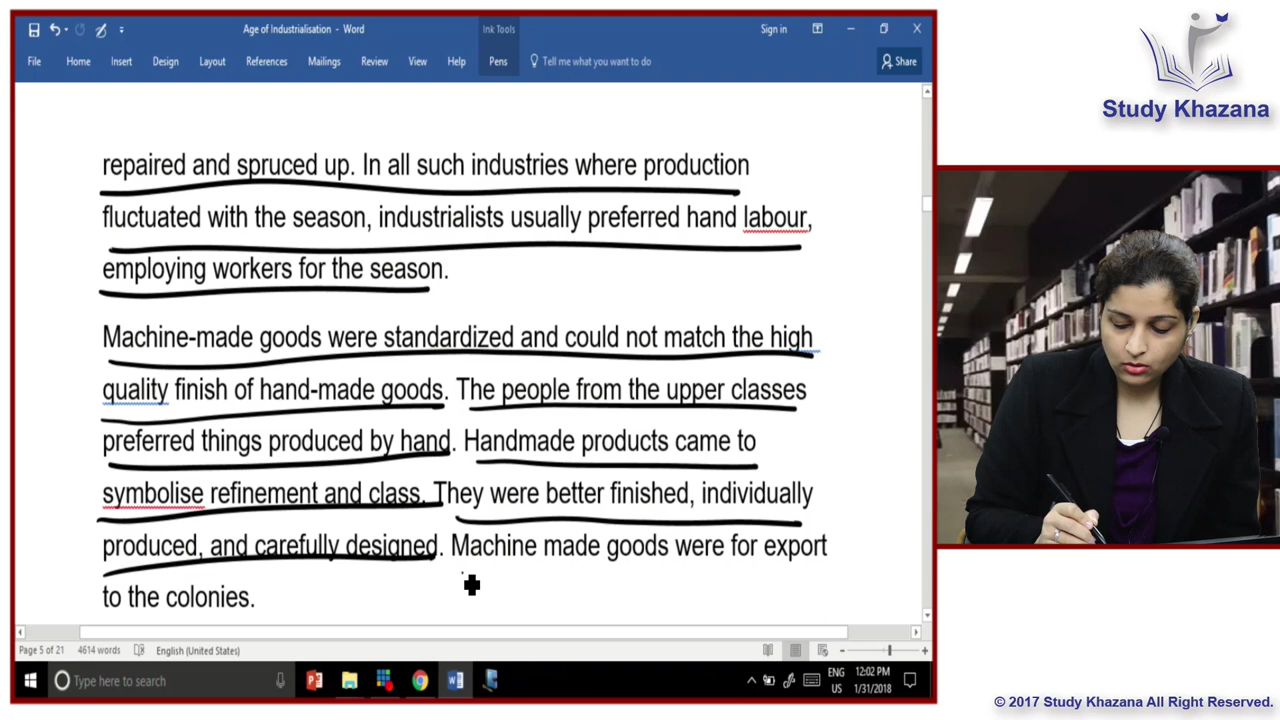 Age of Industrialisation - Word
Ink Tools
Sign in
File Home Insert Design Layout References Mailings Review View Help Pens Tell me what you want to do Share
repaired and spruced up. In all such industries where production
fluctuated with the season, industrialists usually preferred hand labour,
employing workers for the season.
Machine-made goods were standardized and could not match the high
quality finish of hand-made goods. The people from the upper classes
preferred things produced by hand. Handmade products came to
symbolise refinement and class. They were better finished, individually
produced, and carefully designed. Machine made goods were for export
to the colonies.
Page 5 of 21 4614 words English (United States)
Type here to search
ENG
US
12:02 PM
1/31/2018
Study Khazana
© 2017 Study Khazana All Right Reserved.